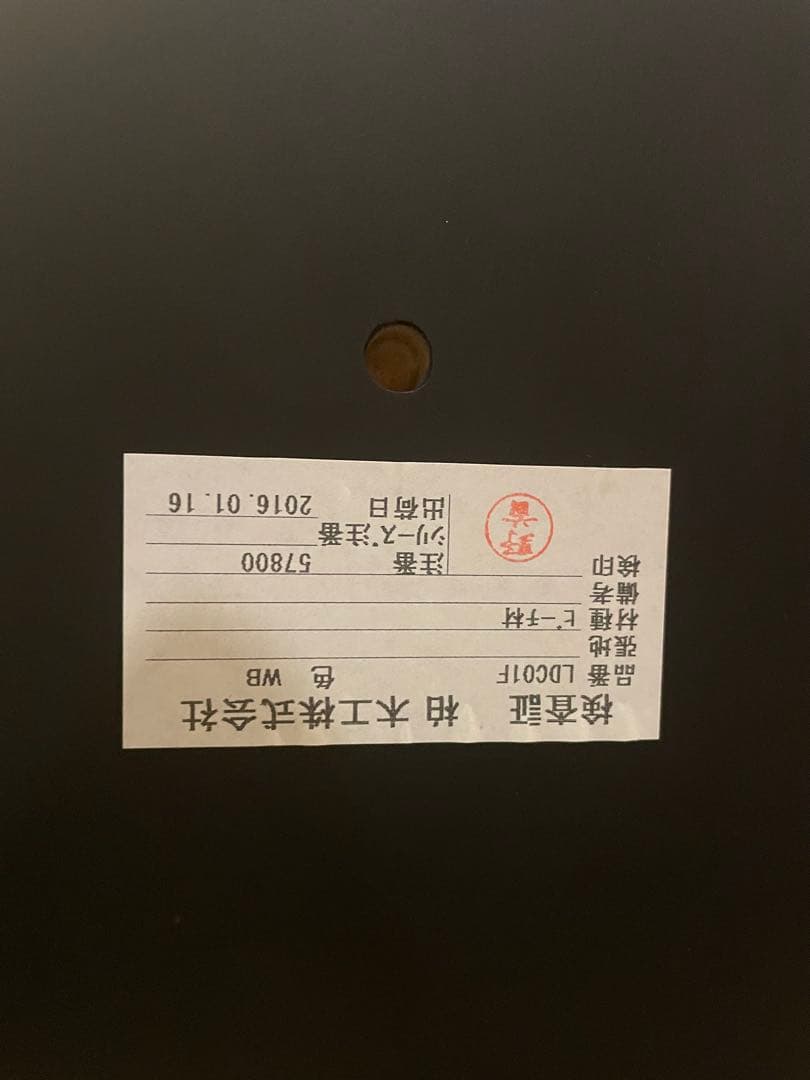 検査証 柏木工株式会社
品番 LDC01F 色 WB
張地
材種 ビーチ材
備考
検印 注番 57800
シリーズ注番
出荷日 2016.01.16